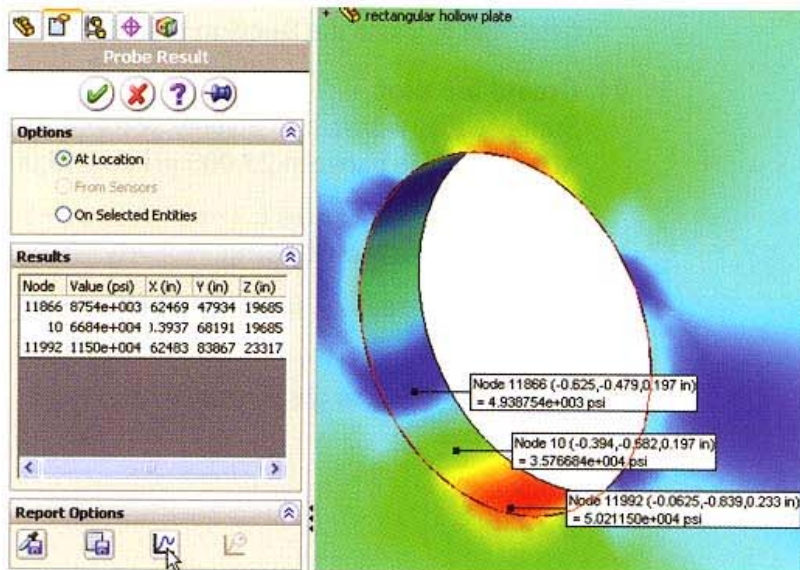 rectangular hollow plate
Probe Result
Options
At Location
From Sensors
On Selected Entities
Results
Node Value (psi) X (in) Y (in) Z (in)
11866 8754e+003 62469 47934 19685
10 6684e+004 ).3937 68191 19685
11992 1150e+004 62483 83867 23317
Report Options
Node 11866 (-0.625,-0.479,0.197 in)
= 4.938754e+003 psi
Node 10 (-0.394,-0.682,0.197 in)
= 3.576684e+004 psi
Node 11992 (-0.0625,-0.839,0.233 in)
= 5.021150e+004 psi